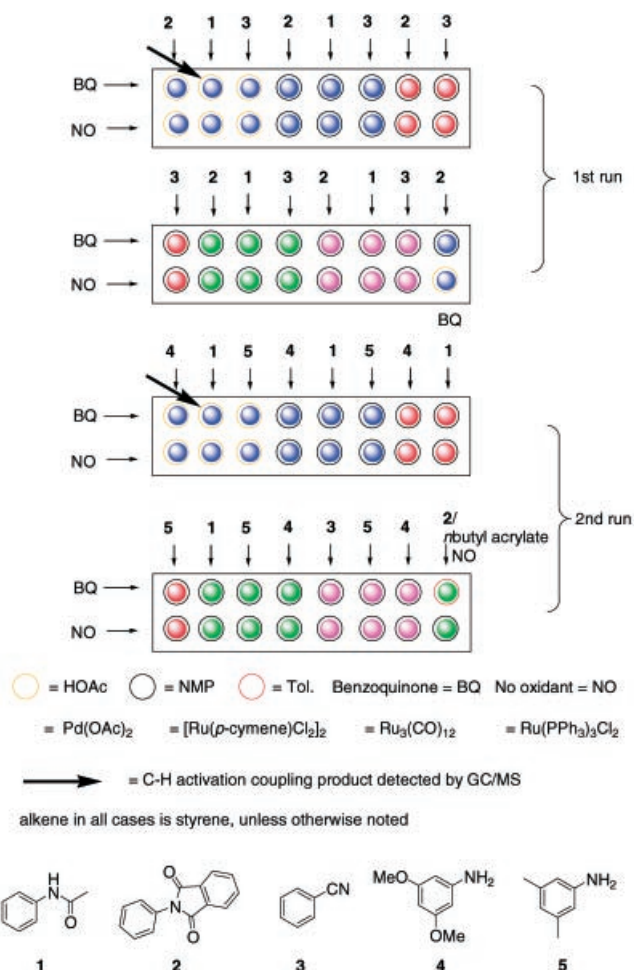 2 1 3 2 1 3 2 3
BQ
NO
1st run
3 2 1 3 2 1 3 2
BQ
NO
BQ
4 1 5 4 1 5 4 1
BQ
NO
2nd run
5 1 5 4 3 5 4 2/
nbutyl acrylate
NO
BQ
NO
= HOAc = NMP = Tol. Benzoquinone = BQ No oxidant = NO
= Pd(OAc)2 = [Ru(p-cymene)Cl2]2 = Ru3(CO)12 = Ru(PPh3)3Cl2
= C-H activation coupling product detected by GC/MS
alkene in all cases is styrene, unless otherwise noted
H
N
O
O
N
O
CN
MeO
NH2
OMe
NH2
1 2 3 4 5